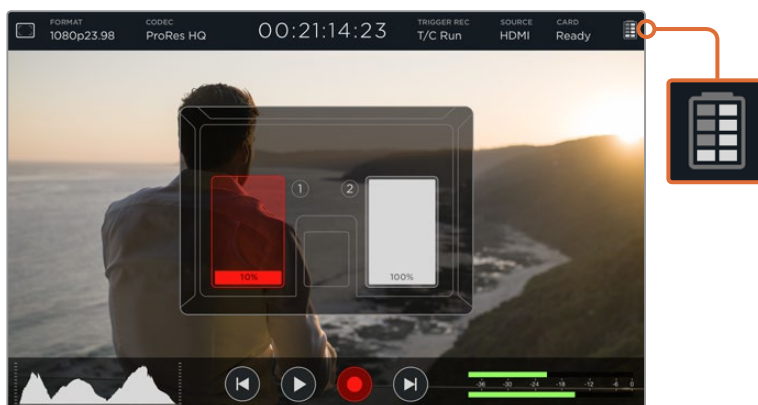 FORMAT CODEC TRIGGER REC SOURCE CARD
1080p23.98 ProRes HQ 00:21:14:23 T/C Run HDMI Ready
1 2
10% 100%
-36 -30 -24 -18 -12 -6 0